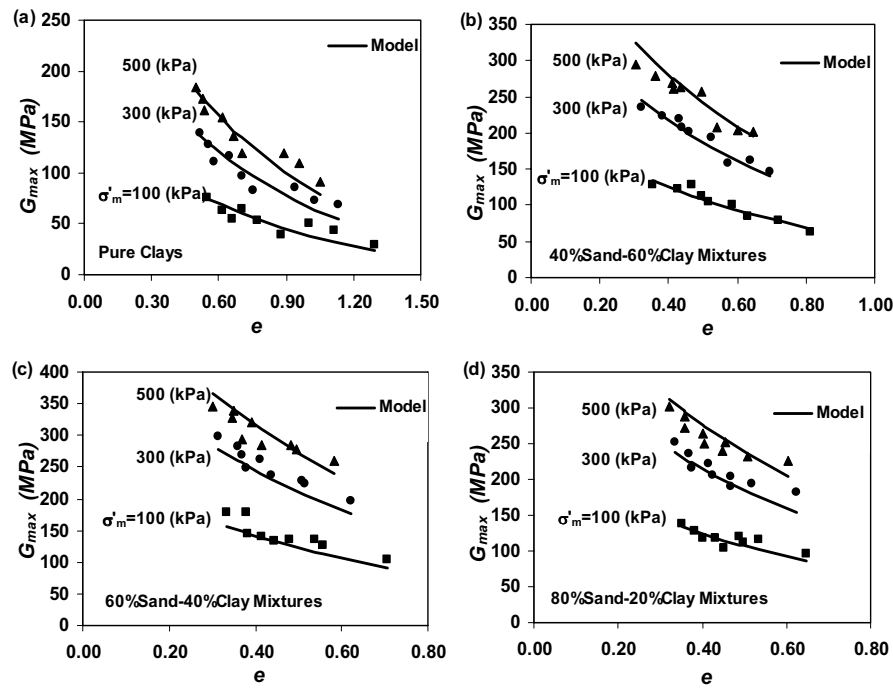 (a)
250
200
150
100
50
0
G_max (MPa)
500 (kPa)
300 (kPa)
σ'_m=100 (kPa)
Model
Pure Clays
0.00 0.30 0.60 0.90 1.20 1.50
e
(b)
350
300
250
200
150
100
50
0
500 (kPa)
300 (kPa)
σ'_m=100 (kPa)
Model
40%Sand-60%Clay Mixtures
0.00 0.20 0.40 0.60 0.80 1.00
e
(c)
400
350
300
250
200
150
100
50
0
G_max (MPa)
500 (kPa)
300 (kPa)
σ'_m=100 (kPa)
Model
60%Sand-40%Clay Mixtures
0.00 0.20 0.40 0.60 0.80
e
(d)
350
300
250
200
150
100
50
0
500 (kPa)
300 (kPa)
σ'_m=100 (kPa)
Model
80%Sand-20%Clay Mixtures
0.00 0.20 0.40 0.60 0.80
e